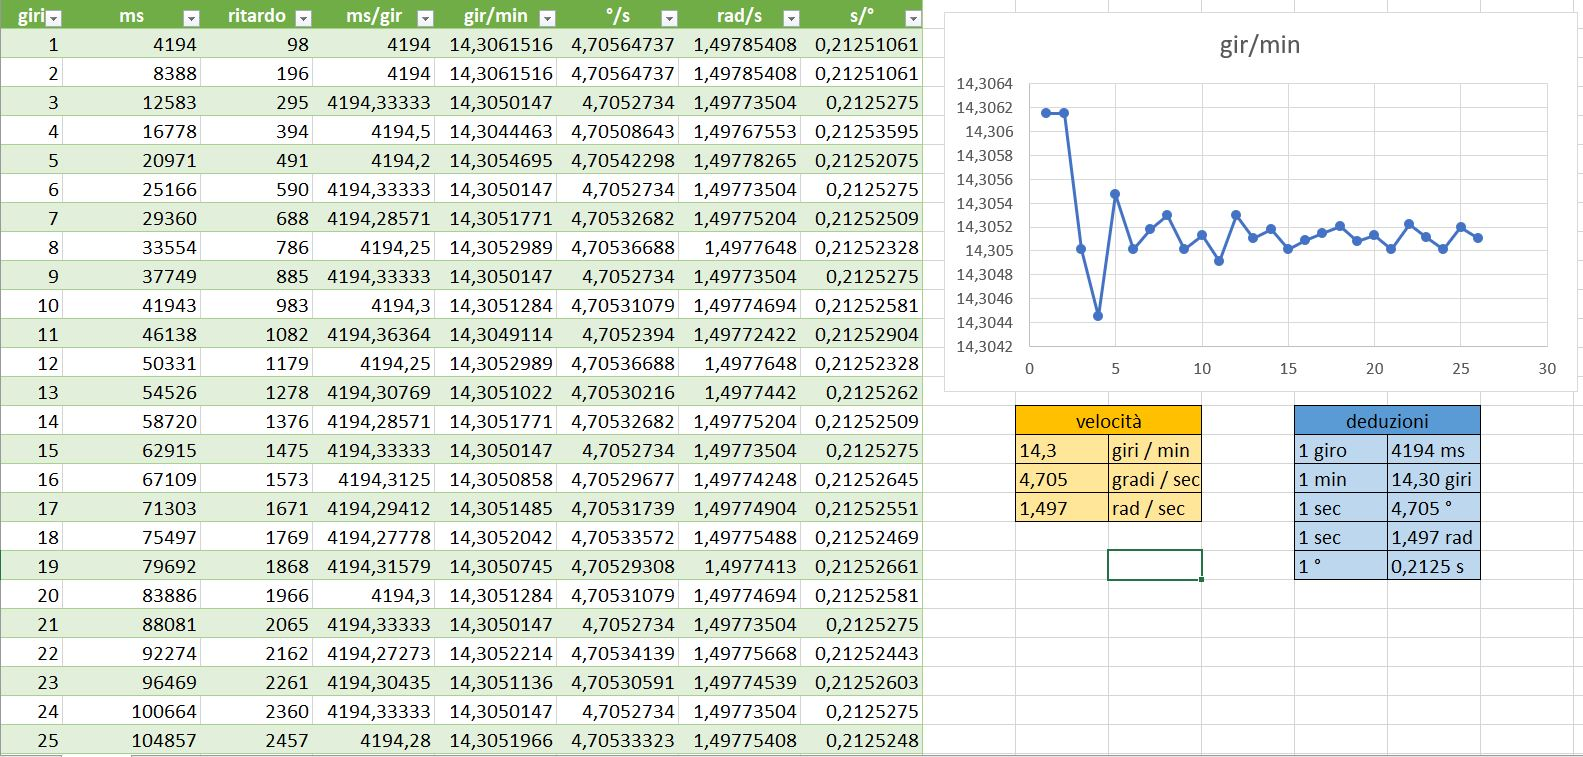 giri ms ritardo ms/gir gir/min °/s rad/s s/°
1 4194 98 4194 14,3061516 4,70564737 1,49785408 0,21251061
2 8388 196 4194 14,3061516 4,70564737 1,49785408 0,21251061
3 12583 295 4194,33333 14,3050147 4,7052734 1,49773504 0,2125275
4 16778 394 4194,5 14,3044463 4,70508643 1,49767553 0,21253595
5 20971 491 4194,2 14,3054695 4,70542298 1,49778265 0,21252075
6 25166 590 4194,33333 14,3050147 4,7052734 1,49773504 0,2125275
7 29360 688 4194,28571 14,3051771 4,70532682 1,49775204 0,21252509
8 33554 786 4194,25 14,3052989 4,70536688 1,4977648 0,21252328
9 37749 885 4194,33333 14,3050147 4,7052734 1,49773504 0,2125275
10 41943 983 4194,3 14,3051284 4,70531079 1,49774694 0,21252581
11 46138 1082 4194,36364 14,3049114 4,7052394 1,49772422 0,21252904
12 50331 1179 4194,25 14,3052989 4,70536688 1,4977648 0,21252328
13 54526 1278 4194,30769 14,3051022 4,70530216 1,4977442 0,2125262
14 58720 1376 4194,28571 14,3051771 4,70532682 1,49775204 0,21252509
15 62915 1475 4194,33333 14,3050147 4,7052734 1,49773504 0,2125275
16 67109 1573 4194,3125 14,3050858 4,70529677 1,49774248 0,21252645
17 71303 1671 4194,29412 14,3051485 4,70531739 1,49774904 0,21252551
18 75497 1769 4194,27778 14,3052042 4,70533572 1,49775488 0,21252469
19 79692 1868 4194,31579 14,3050745 4,70529308 1,4977413 0,21252661
20 83886 1966 4194,3 14,3051284 4,70531079 1,49774694 0,21252581
21 88081 2065 4194,33333 14,3050147 4,7052734 1,49773504 0,2125275
22 92274 2162 4194,27273 14,3052214 4,70534139 1,49775668 0,21252443
23 96469 2261 4194,30435 14,3051136 4,70530591 1,49774539 0,21252603
24 100664 2360 4194,33333 14,3050147 4,7052734 1,49773504 0,2125275
25 104857 2457 4194,28 14,3051966 4,70533323 1,49775408 0,2125248
gir/min
14,3064
14,3062
14,306
14,3058
14,3056
14,3054
14,3052
14,305
14,3048
14,3046
14,3044
14,3042
0 5 10 15 20 25 30
velocità
14,3 giri / min
4,705 gradi / sec
1,497 rad / sec
deduzioni
1 giro 4194 ms
1 min 14,30 giri
1 sec 4,705 °
1 sec 1,497 rad
1 ° 0,2125 s